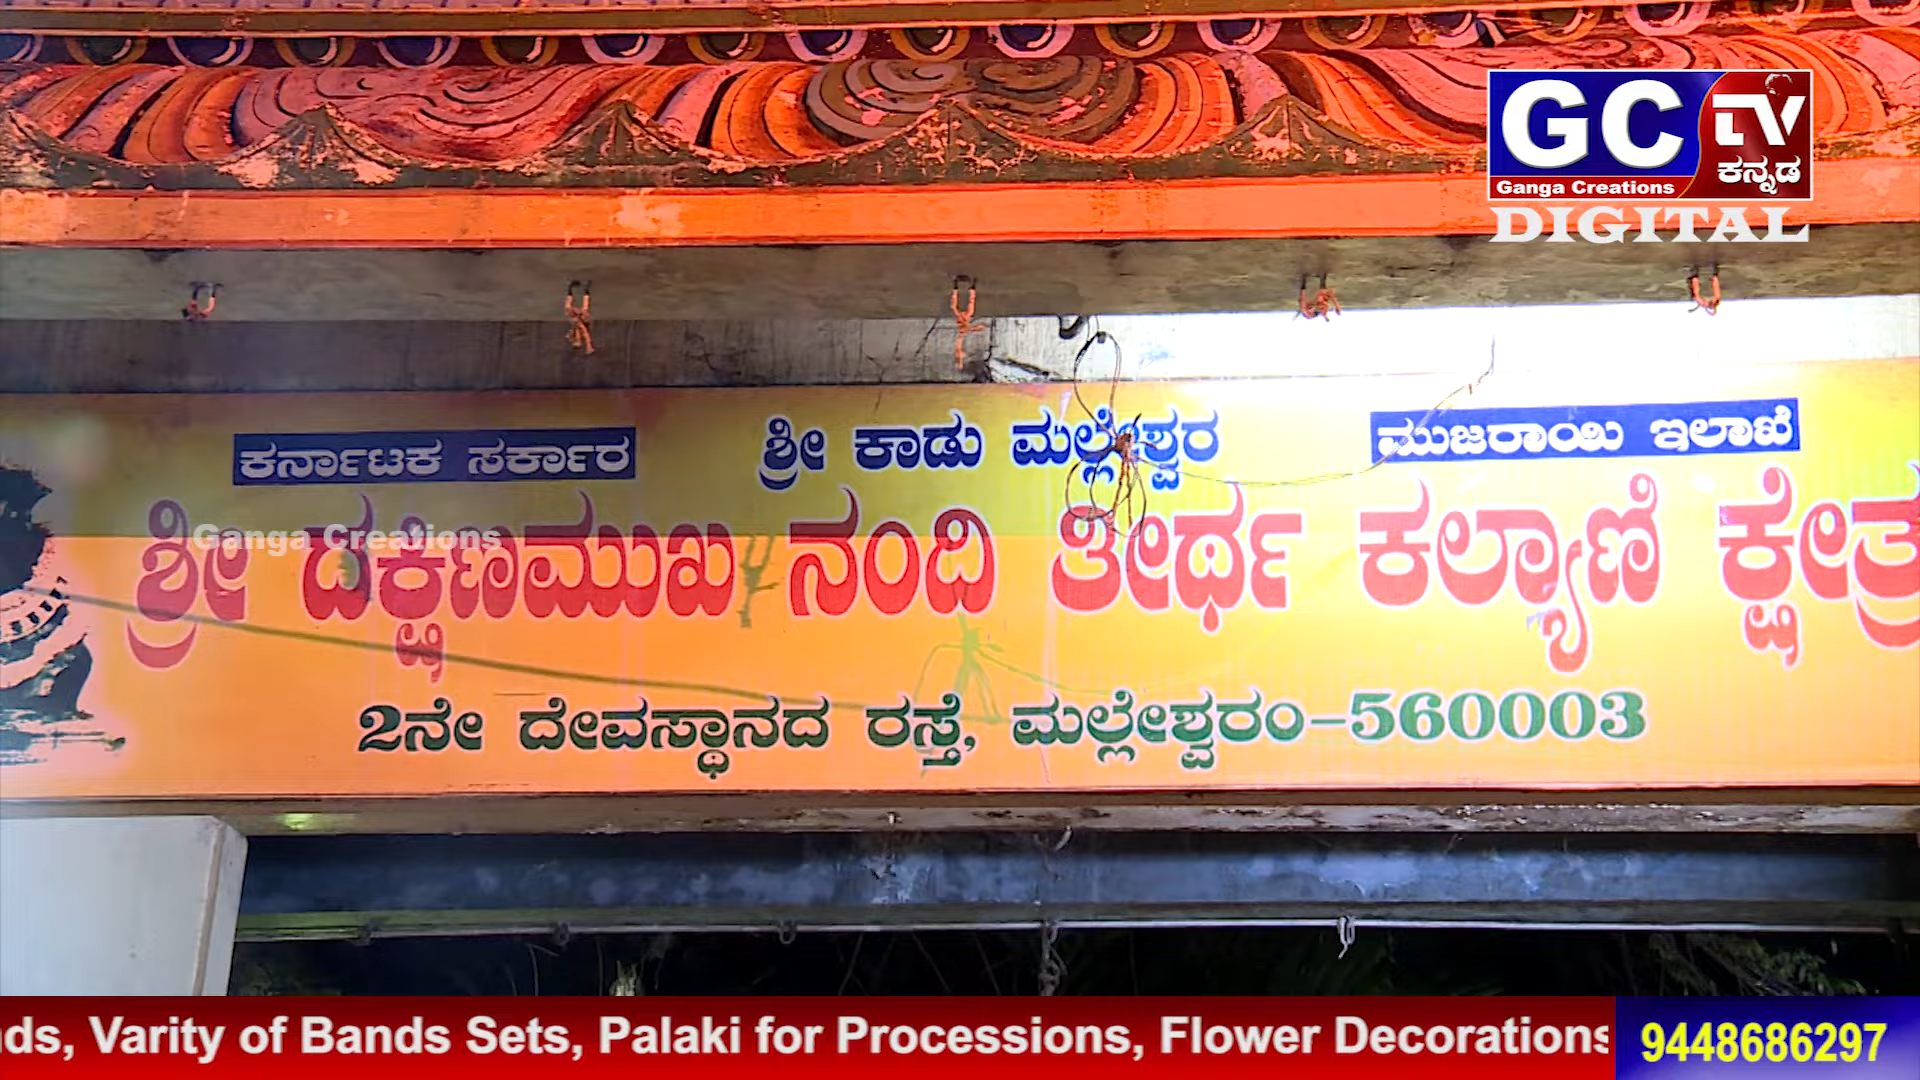 GC TV
ಕನ್ನಡ
Ganga Creations
DIGITAL
ಕರ್ನಾಟಕ ಸರ್ಕಾರ ಶ್ರೀ ಕಾಡು ಮಲ್ಲೇಶ್ವರ ಮುಜರಾಯಿ ಇಲಾಖೆ
ಶ್ರೀ ದಕ್ಷಿಣಮುಖ ನಂದಿ ತೀರ್ಥ ಕಲ್ಯಾಣಿ ಕ್ಷೇತ್ರ
Ganga Creations
2ನೇ ದೇವಸ್ಥಾನದ ರಸ್ತೆ, ಮಲ್ಲೇಶ್ವರಂ-560003
nds, Varity of Bands Sets, Palaki for Processions, Flower Decorations 9448686297